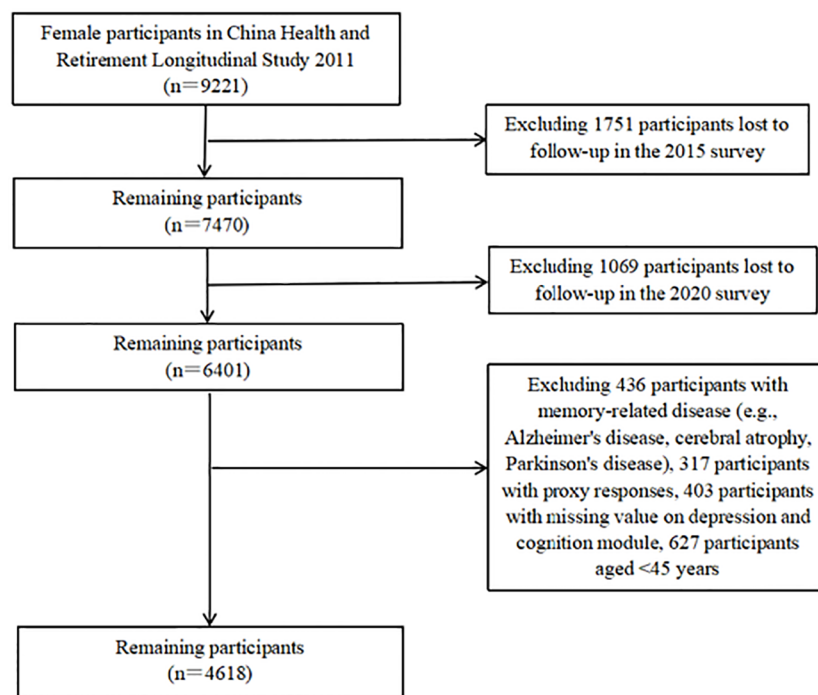 Female participants in China Health and
Retirement Longitudinal Study 2011
(n＝9221)
Excluding 1751 participants lost to
follow-up in the 2015 survey
Remaining participants
(n＝7470)
Excluding 1069 participants lost to
follow-up in the 2020 survey
Remaining participants
(n＝6401)
Excluding 436 participants with
memory-related disease (e.g.,
Alzheimer's disease, cerebral atrophy,
Parkinson's disease), 317 participants
with proxy responses, 403 participants
with missing value on depression and
cognition module, 627 participants
aged <45 years
Remaining participants
(n＝4618)